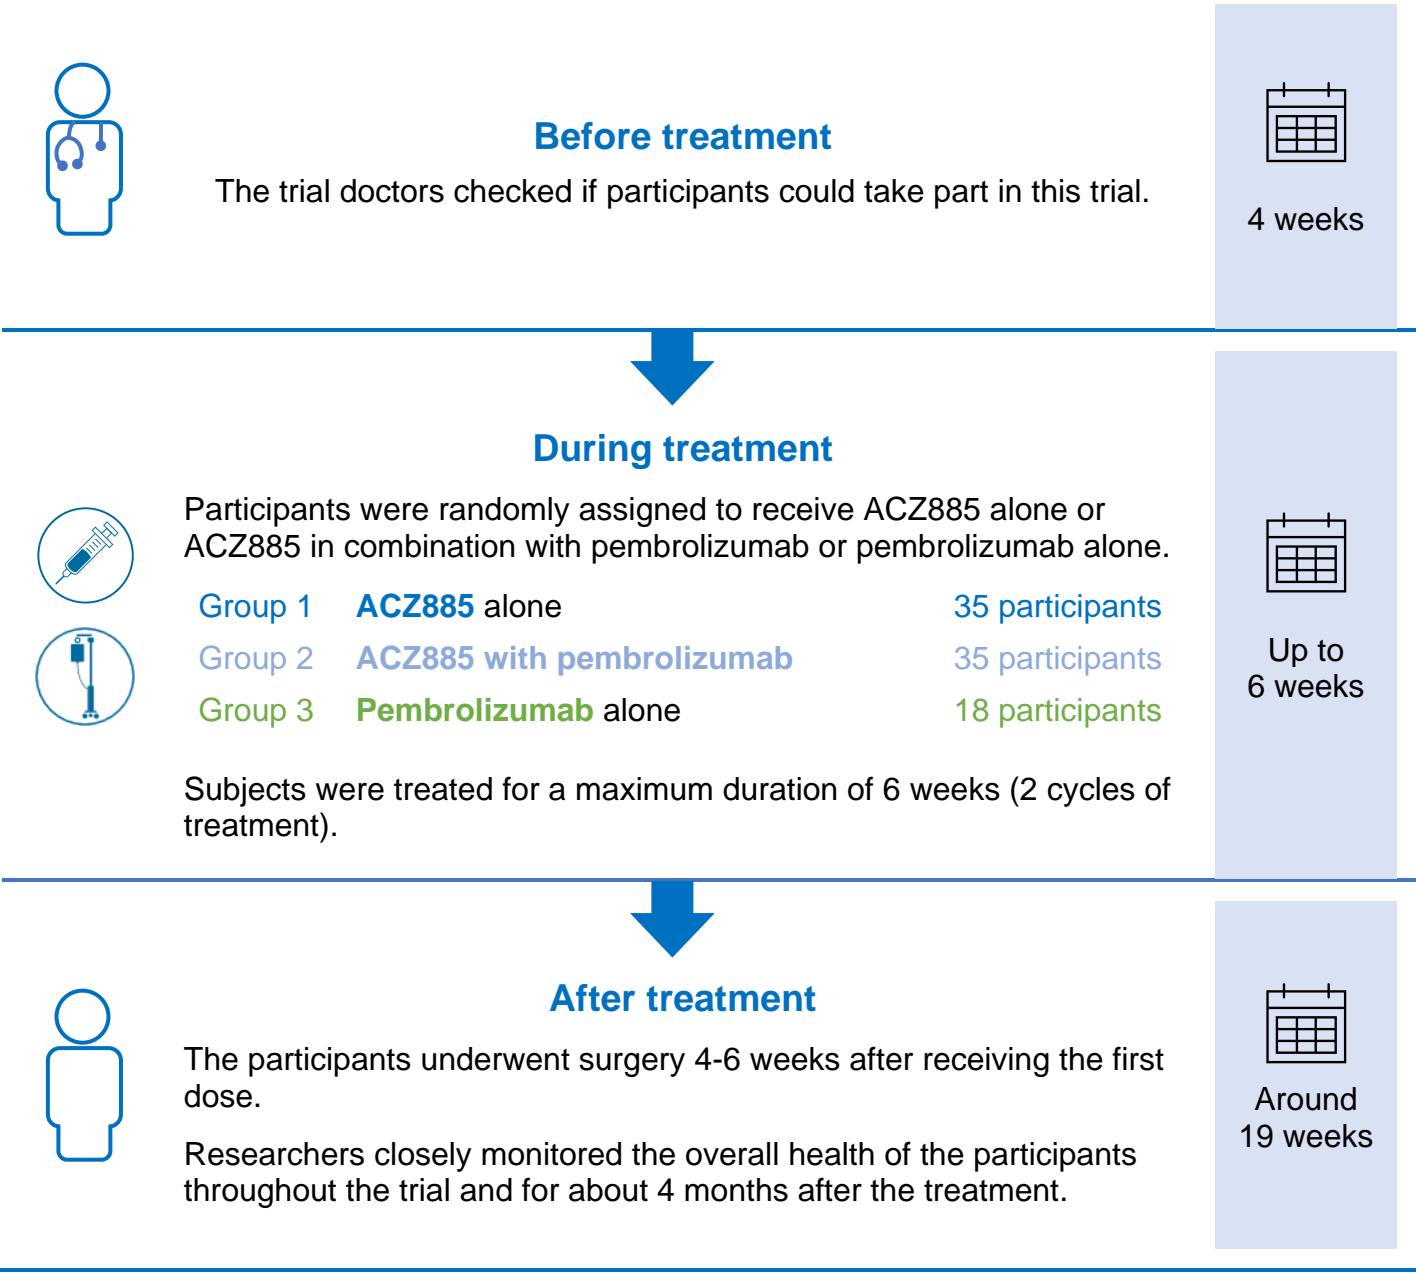 Before treatment
The trial doctors checked if participants could take part in this trial.
4 weeks
During treatment
Participants were randomly assigned to receive ACZ885 alone or
ACZ885 in combination with pembrolizumab or pembrolizumab alone.
Group 1 ACZ885 alone 35 participants
Group 2 ACZ885 with pembrolizumab 35 participants
Group 3 Pembrolizumab alone 18 participants
Subjects were treated for a maximum duration of 6 weeks (2 cycles of
treatment).
Up to
6 weeks
After treatment
The participants underwent surgery 4-6 weeks after receiving the first
dose.
Researchers closely monitored the overall health of the participants
throughout the trial and for about 4 months after the treatment.
Around
19 weeks